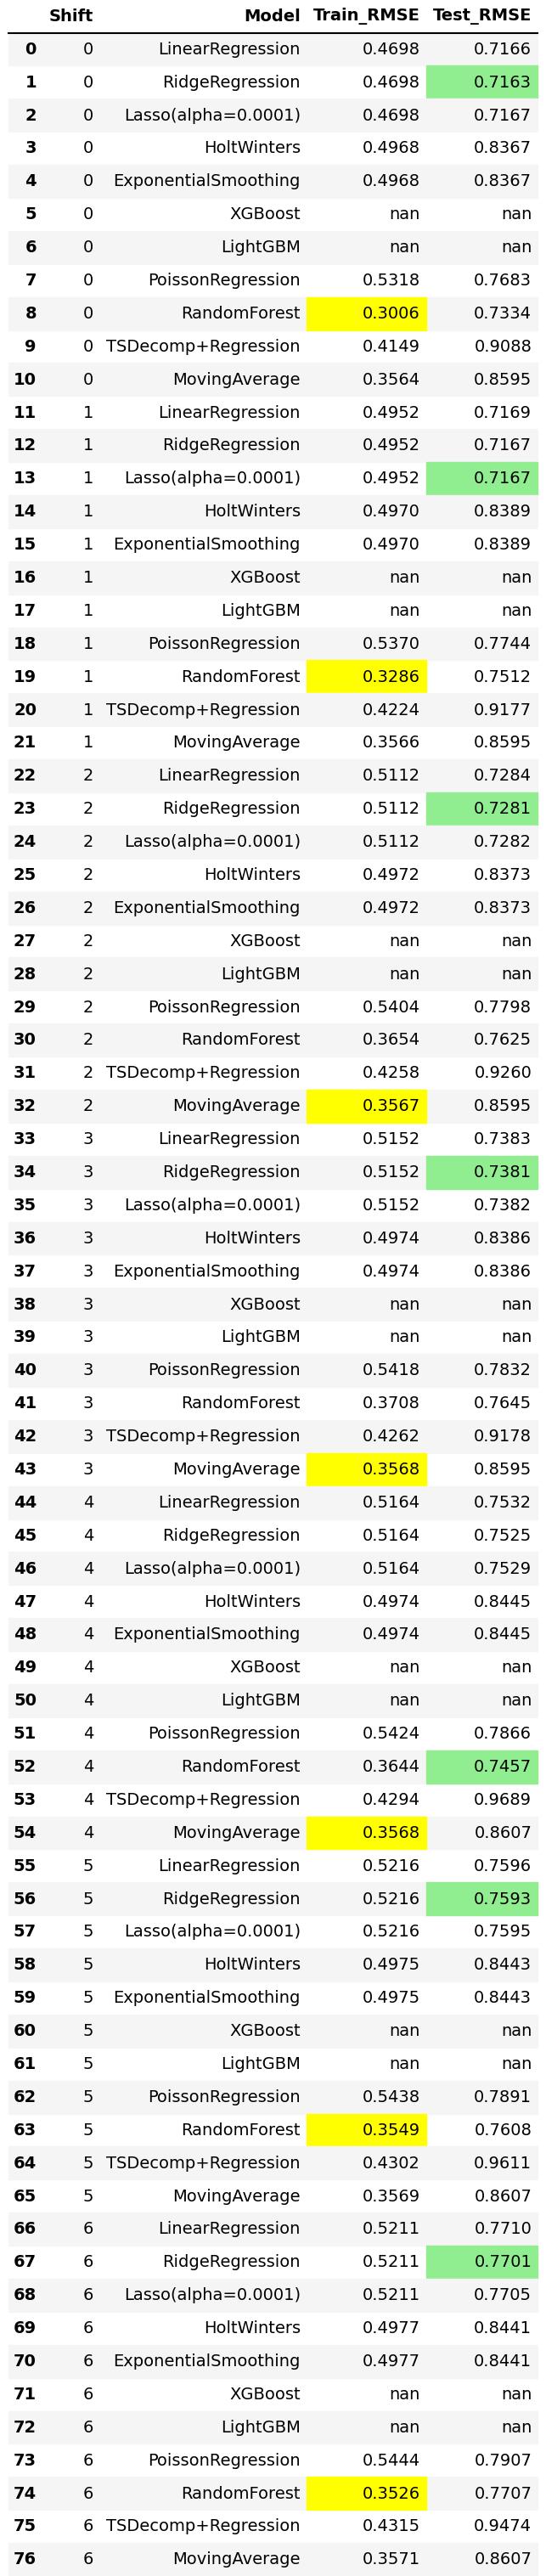 Shift Model Train_RMSE Test_RMSE
0 0 LinearRegression 0.4698 0.7166
1 0 RidgeRegression 0.4698 0.7163
2 0 Lasso(alpha=0.0001) 0.4698 0.7167
3 0 HoltWinters 0.4968 0.8367
4 0 ExponentialSmoothing 0.4968 0.8367
5 0 XGBoost nan nan
6 0 LightGBM nan nan
7 0 PoissonRegression 0.5318 0.7683
8 0 RandomForest 0.3006 0.7334
9 0 TSDecomp+Regression 0.4149 0.9088
10 0 MovingAverage 0.3564 0.8595
11 1 LinearRegression 0.4952 0.7169
12 1 RidgeRegression 0.4952 0.7167
13 1 Lasso(alpha=0.0001) 0.4952 0.7167
14 1 HoltWinters 0.4970 0.8389
15 1 ExponentialSmoothing 0.4970 0.8389
16 1 XGBoost nan nan
17 1 LightGBM nan nan
18 1 PoissonRegression 0.5370 0.7744
19 1 RandomForest 0.3286 0.7512
20 1 TSDecomp+Regression 0.4224 0.9177
21 1 MovingAverage 0.3566 0.8595
22 2 LinearRegression 0.5112 0.7284
23 2 RidgeRegression 0.5112 0.7281
24 2 Lasso(alpha=0.0001) 0.5112 0.7282
25 2 HoltWinters 0.4972 0.8373
26 2 ExponentialSmoothing 0.4972 0.8373
27 2 XGBoost nan nan
28 2 LightGBM nan nan
29 2 PoissonRegression 0.5404 0.7798
30 2 RandomForest 0.3654 0.7625
31 2 TSDecomp+Regression 0.4258 0.9260
32 2 MovingAverage 0.3567 0.8595
33 3 LinearRegression 0.5152 0.7383
34 3 RidgeRegression 0.5152 0.7381
35 3 Lasso(alpha=0.0001) 0.5152 0.7382
36 3 HoltWinters 0.4974 0.8386
37 3 ExponentialSmoothing 0.4974 0.8386
38 3 XGBoost nan nan
39 3 LightGBM nan nan
40 3 PoissonRegression 0.5418 0.7832
41 3 RandomForest 0.3708 0.7645
42 3 TSDecomp+Regression 0.4262 0.9178
43 3 MovingAverage 0.3568 0.8595
44 4 LinearRegression 0.5164 0.7532
45 4 RidgeRegression 0.5164 0.7525
46 4 Lasso(alpha=0.0001) 0.5164 0.7529
47 4 HoltWinters 0.4974 0.8445
48 4 ExponentialSmoothing 0.4974 0.8445
49 4 XGBoost nan nan
50 4 LightGBM nan nan
51 4 PoissonRegression 0.5424 0.7866
52 4 RandomForest 0.3644 0.7457
53 4 TSDecomp+Regression 0.4294 0.9689
54 4 MovingAverage 0.3568 0.8607
55 5 LinearRegression 0.5216 0.7596
56 5 RidgeRegression 0.5216 0.7593
57 5 Lasso(alpha=0.0001) 0.5216 0.7595
58 5 HoltWinters 0.4975 0.8443
59 5 ExponentialSmoothing 0.4975 0.8443
60 5 XGBoost nan nan
61 5 LightGBM nan nan
62 5 PoissonRegression 0.5438 0.7891
63 5 RandomForest 0.3549 0.7608
64 5 TSDecomp+Regression 0.4302 0.9611
65 5 MovingAverage 0.3569 0.8607
66 6 LinearRegression 0.5211 0.7710
67 6 RidgeRegression 0.5211 0.7701
68 6 Lasso(alpha=0.0001) 0.5211 0.7705
69 6 HoltWinters 0.4977 0.8441
70 6 ExponentialSmoothing 0.4977 0.8441
71 6 XGBoost nan nan
72 6 LightGBM nan nan
73 6 PoissonRegression 0.5444 0.7907
74 6 RandomForest 0.3526 0.7707
75 6 TSDecomp+Regression 0.4315 0.9474
76 6 MovingAverage 0.3571 0.8607